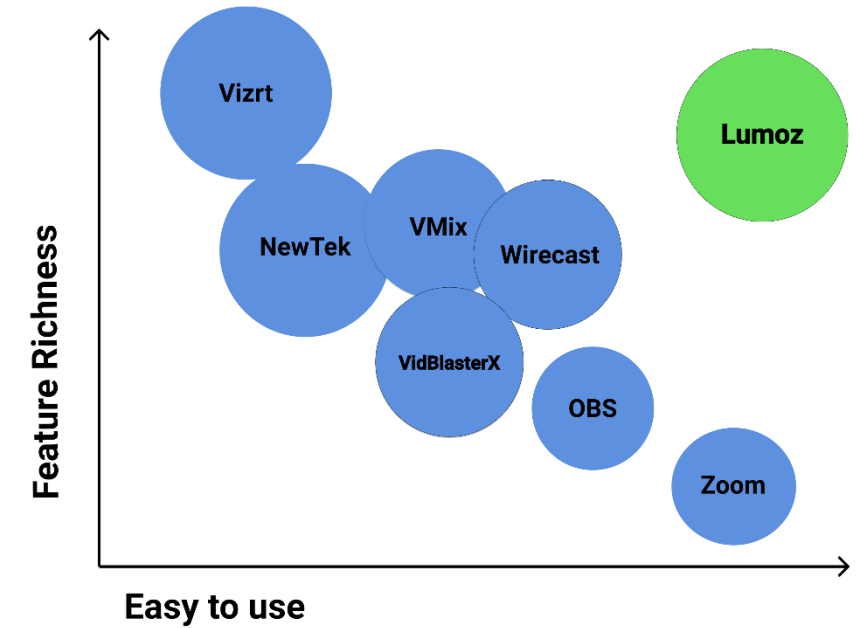 Vizrt
Lumoz
VMix
NewTek
Wirecast
VidBlasterX
OBS
Zoom
Feature Richness
Easy to use